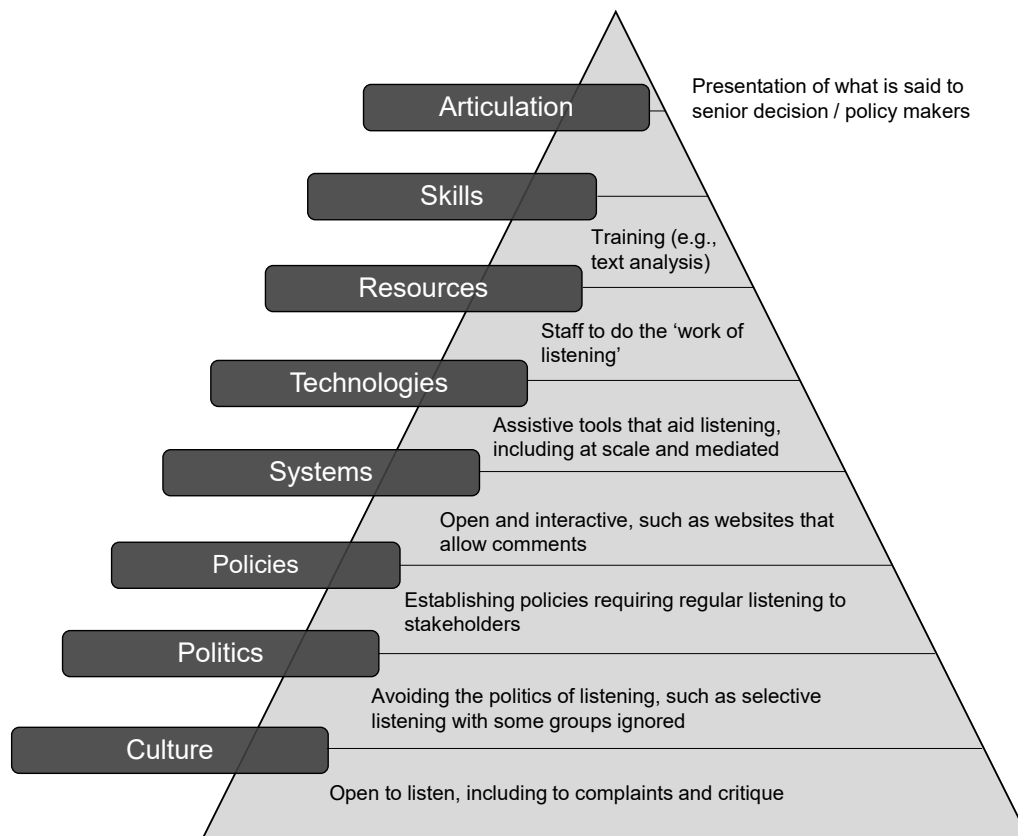 Articulation
Presentation of what is said to
senior decision / policy makers
Skills
Training (e.g.,
text analysis)
Resources
Staff to do the ‘work of
listening’
Technologies
Assistive tools that aid listening,
including at scale and mediated
Systems
Open and interactive, such as websites that
allow comments
Policies
Establishing policies requiring regular listening to
stakeholders
Politics
Avoiding the politics of listening, such as selective
listening with some groups ignored
Culture
Open to listen, including to complaints and critique